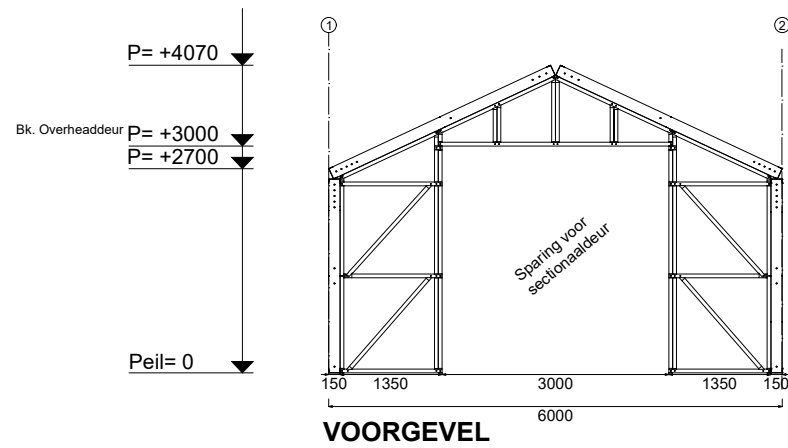 1
2
P= +4070
Bk. Overheaddeur P= +3000
P= +2700
Sparing voor
sectionaaldeur
Peil= 0
150 1350 3000 1350 150
6000
VOORGEVEL